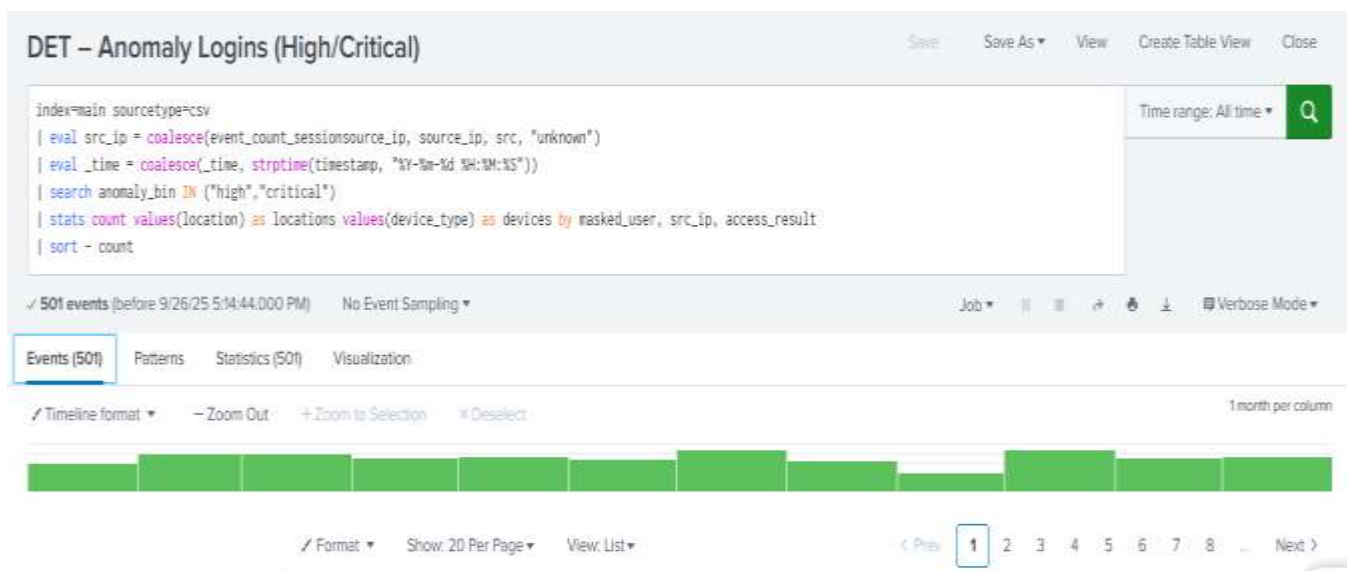 DET – Anomaly Logins (High/Critical)
Save Save As ▾ View Create Table View Close
index=main sourcetype=csv
| eval src_ip = coalesce(event_count_sessionsource_ip, source_ip, src, "unknown")
| eval _time = coalesce(_time, strptime(timestamp, "%Y-%m-%d %H:%M:%S"))
| search anomaly_bin IN ("high","critical")
| stats count values(location) as locations values(device_type) as devices by masked_user, src_ip, access_result
| sort - count
Time range: All time ▾
✓ 501 events (before 9/26/25 5:14:44.000 PM) No Event Sampling ▾
Job ▾ Verbose Mode ▾
Events (501) Patterns Statistics (501) Visualization
Timeline format ▾ – Zoom Out + Zoom to Selection × Deselect
1 month per column
Format ▾ Show: 20 Per Page ▾ View: List ▾
< Prev 1 2 3 4 5 6 7 8 ... Next >